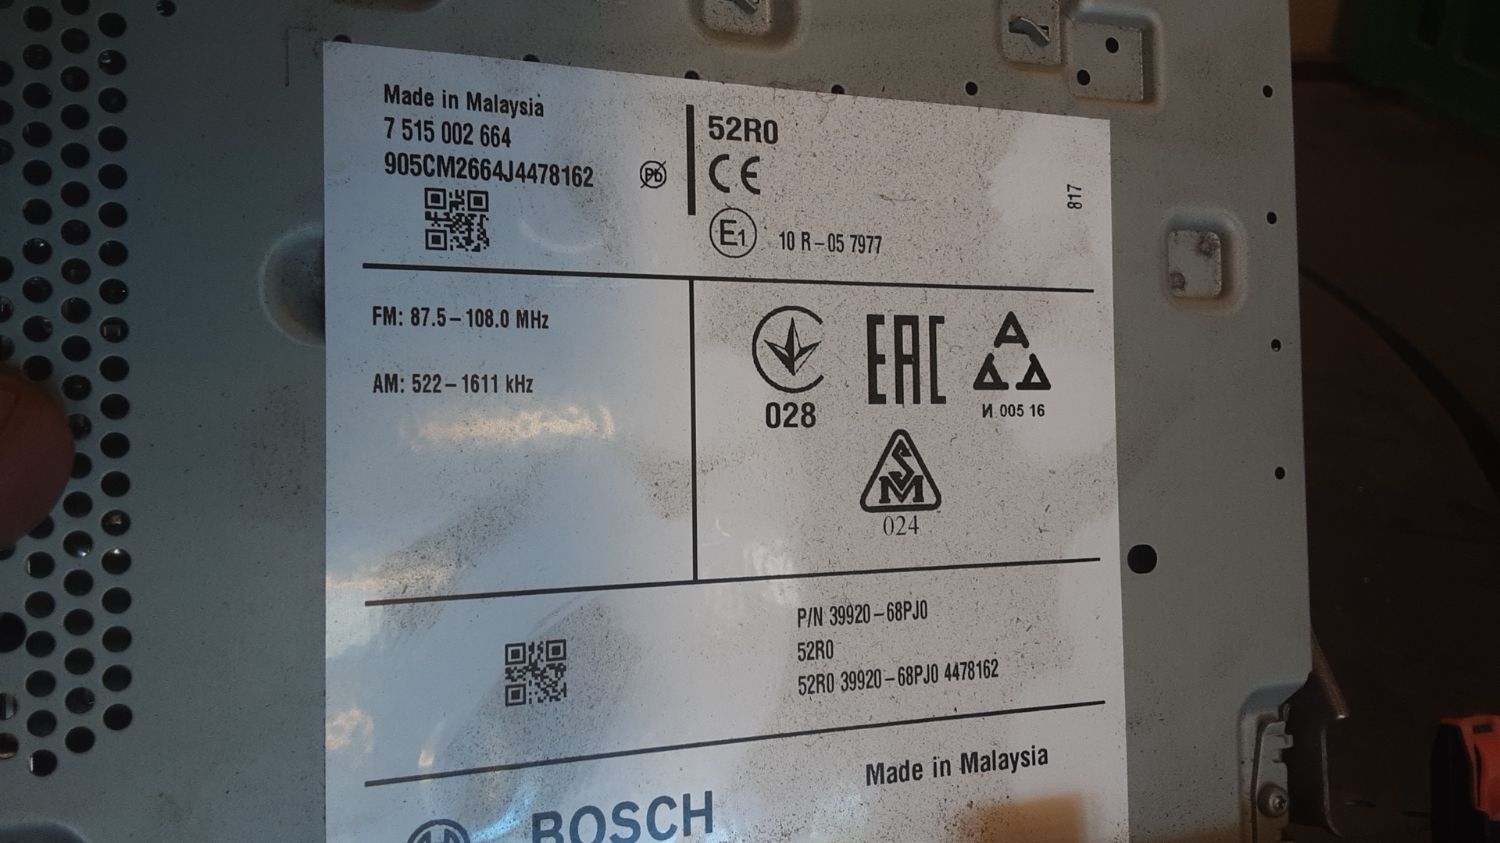 Made in Malaysia
7 515 002 664
905CM2664J4478162
Pb
52R0
CE
E1
10 R-05 7977
817
FM: 87.5-108.0 MHz
AM: 522-1611 kHz
028
EAC
И 005 16
SM
024
P/N 39920-68PJ0
52R0
52R0 39920-68PJ0 4478162
Made in Malaysia
BOSCH